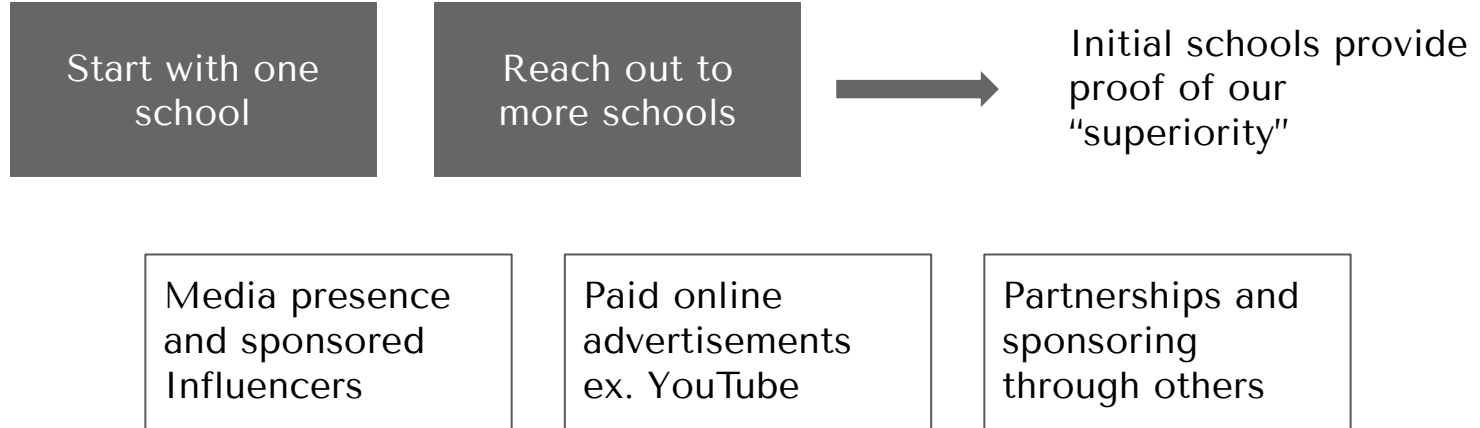 Start with one
school
Reach out to
more schools
Initial schools provide
proof of our
“superiority”
Media presence
and sponsored
Influencers
Paid online
advertisements
ex. YouTube
Partnerships and
sponsoring
through others